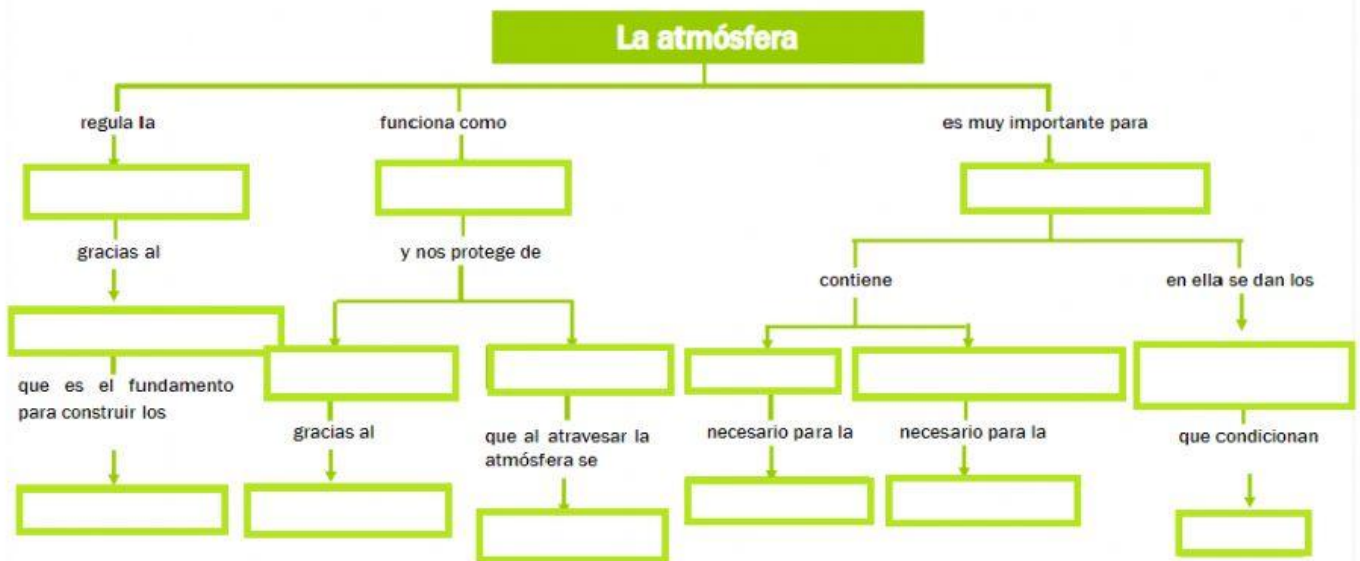 La atmósfera
regula la
funciona como
es muy importante para
gracias al
y nos protege de
contiene
en ella se dan los
que es el fundamento
para construir los
gracias al
que al atravesar la
atmósfera se
necesario para la
necesario para la
que condicionan